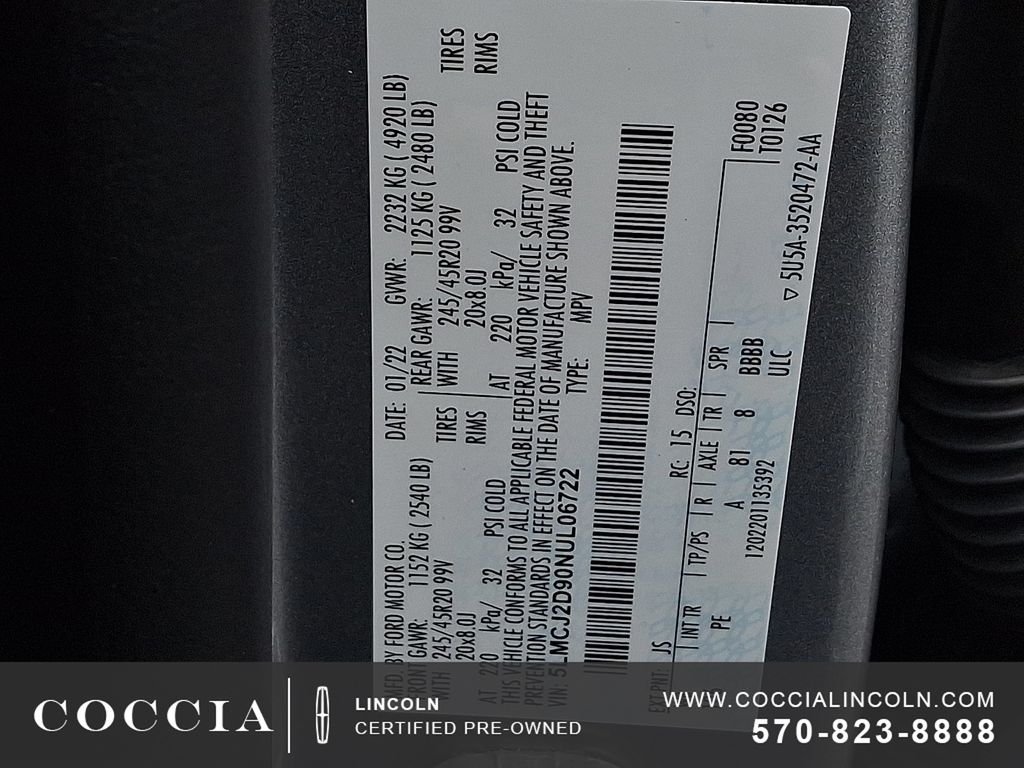 ED BY FORD MOTOR CO.
DATE: 01/22
GVWR: 2232 KG ( 4920 LB)
FRONT GAWR: 1152 KG ( 2540 LB)
REAR GAWR: 1125 KG ( 2480 LB)
WITH 245/45R20 99V TIRES
WITH 245/45R20 99V TIRES
20x8.0J RIMS
20x8.0J RIMS
AT 220 kPa/ 32 PSI COLD
AT 220 kPa/ 32 PSI COLD
THIS VEHICLE CONFORMS TO ALL APPLICABLE FEDERAL MOTOR VEHICLE SAFETY AND THEFT
PREVENTION STANDARDS IN EFFECT ON THE DATE OF MANUFACTURE SHOWN ABOVE.
VIN: 5LMCJ2D90NUL06722
TYPE: MPV
EXT PNT: JS RC: 15 DSO:
INT TR TP/PS R AXLE TR SPR
PE A 81 8 BBBB
F0080
T0126
1202201135392 ULC
▽ 5U5A-3520472-AA
COCCIA
LINCOLN
CERTIFIED PRE-OWNED
WWW.COCCIALINCOLN.COM
570-823-8888